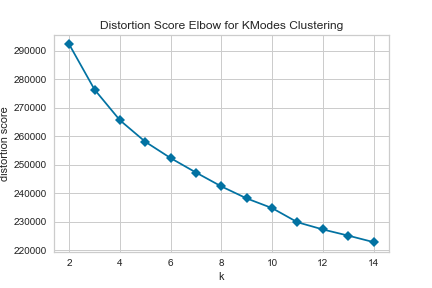 Distortion Score Elbow for KModes Clustering
290000
280000
270000
260000
250000
240000
230000
220000
distortion score
2 4 6 8 10 12 14
k